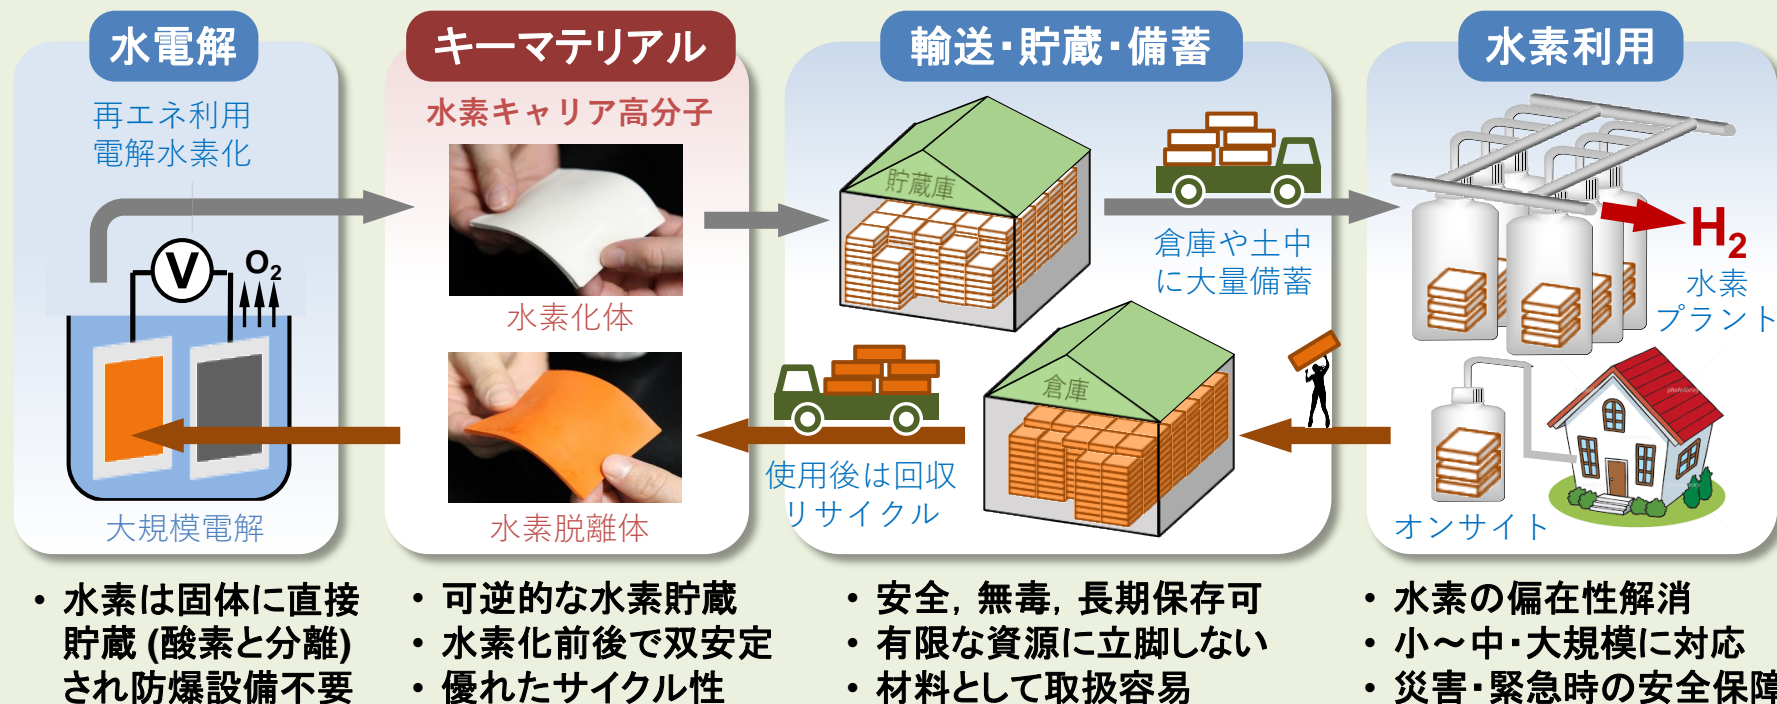 水電解
再エネ利用
電解水素化
V
O2
大規模電解
・水素は固体に直接
貯蔵 (酸素と分離)
され防爆設備不要
キーマテリアル
水素キャリア高分子
水素化体
水素脱離体
・可逆的な水素貯蔵
・水素化前後で双安定
・優れたサイクル性
輸送・貯蔵・備蓄
貯蔵庫
倉庫や土中
に大量備蓄
倉庫
使用後は回収
リサイクル
・安全, 無毒, 長期保存可
・有限な資源に立脚しない
・材料として取扱容易
水素利用
H2
水素
プラント
オンサイト
・水素の偏在性解消
・小～中・大規模に対応
・災害・緊急時の安全保障